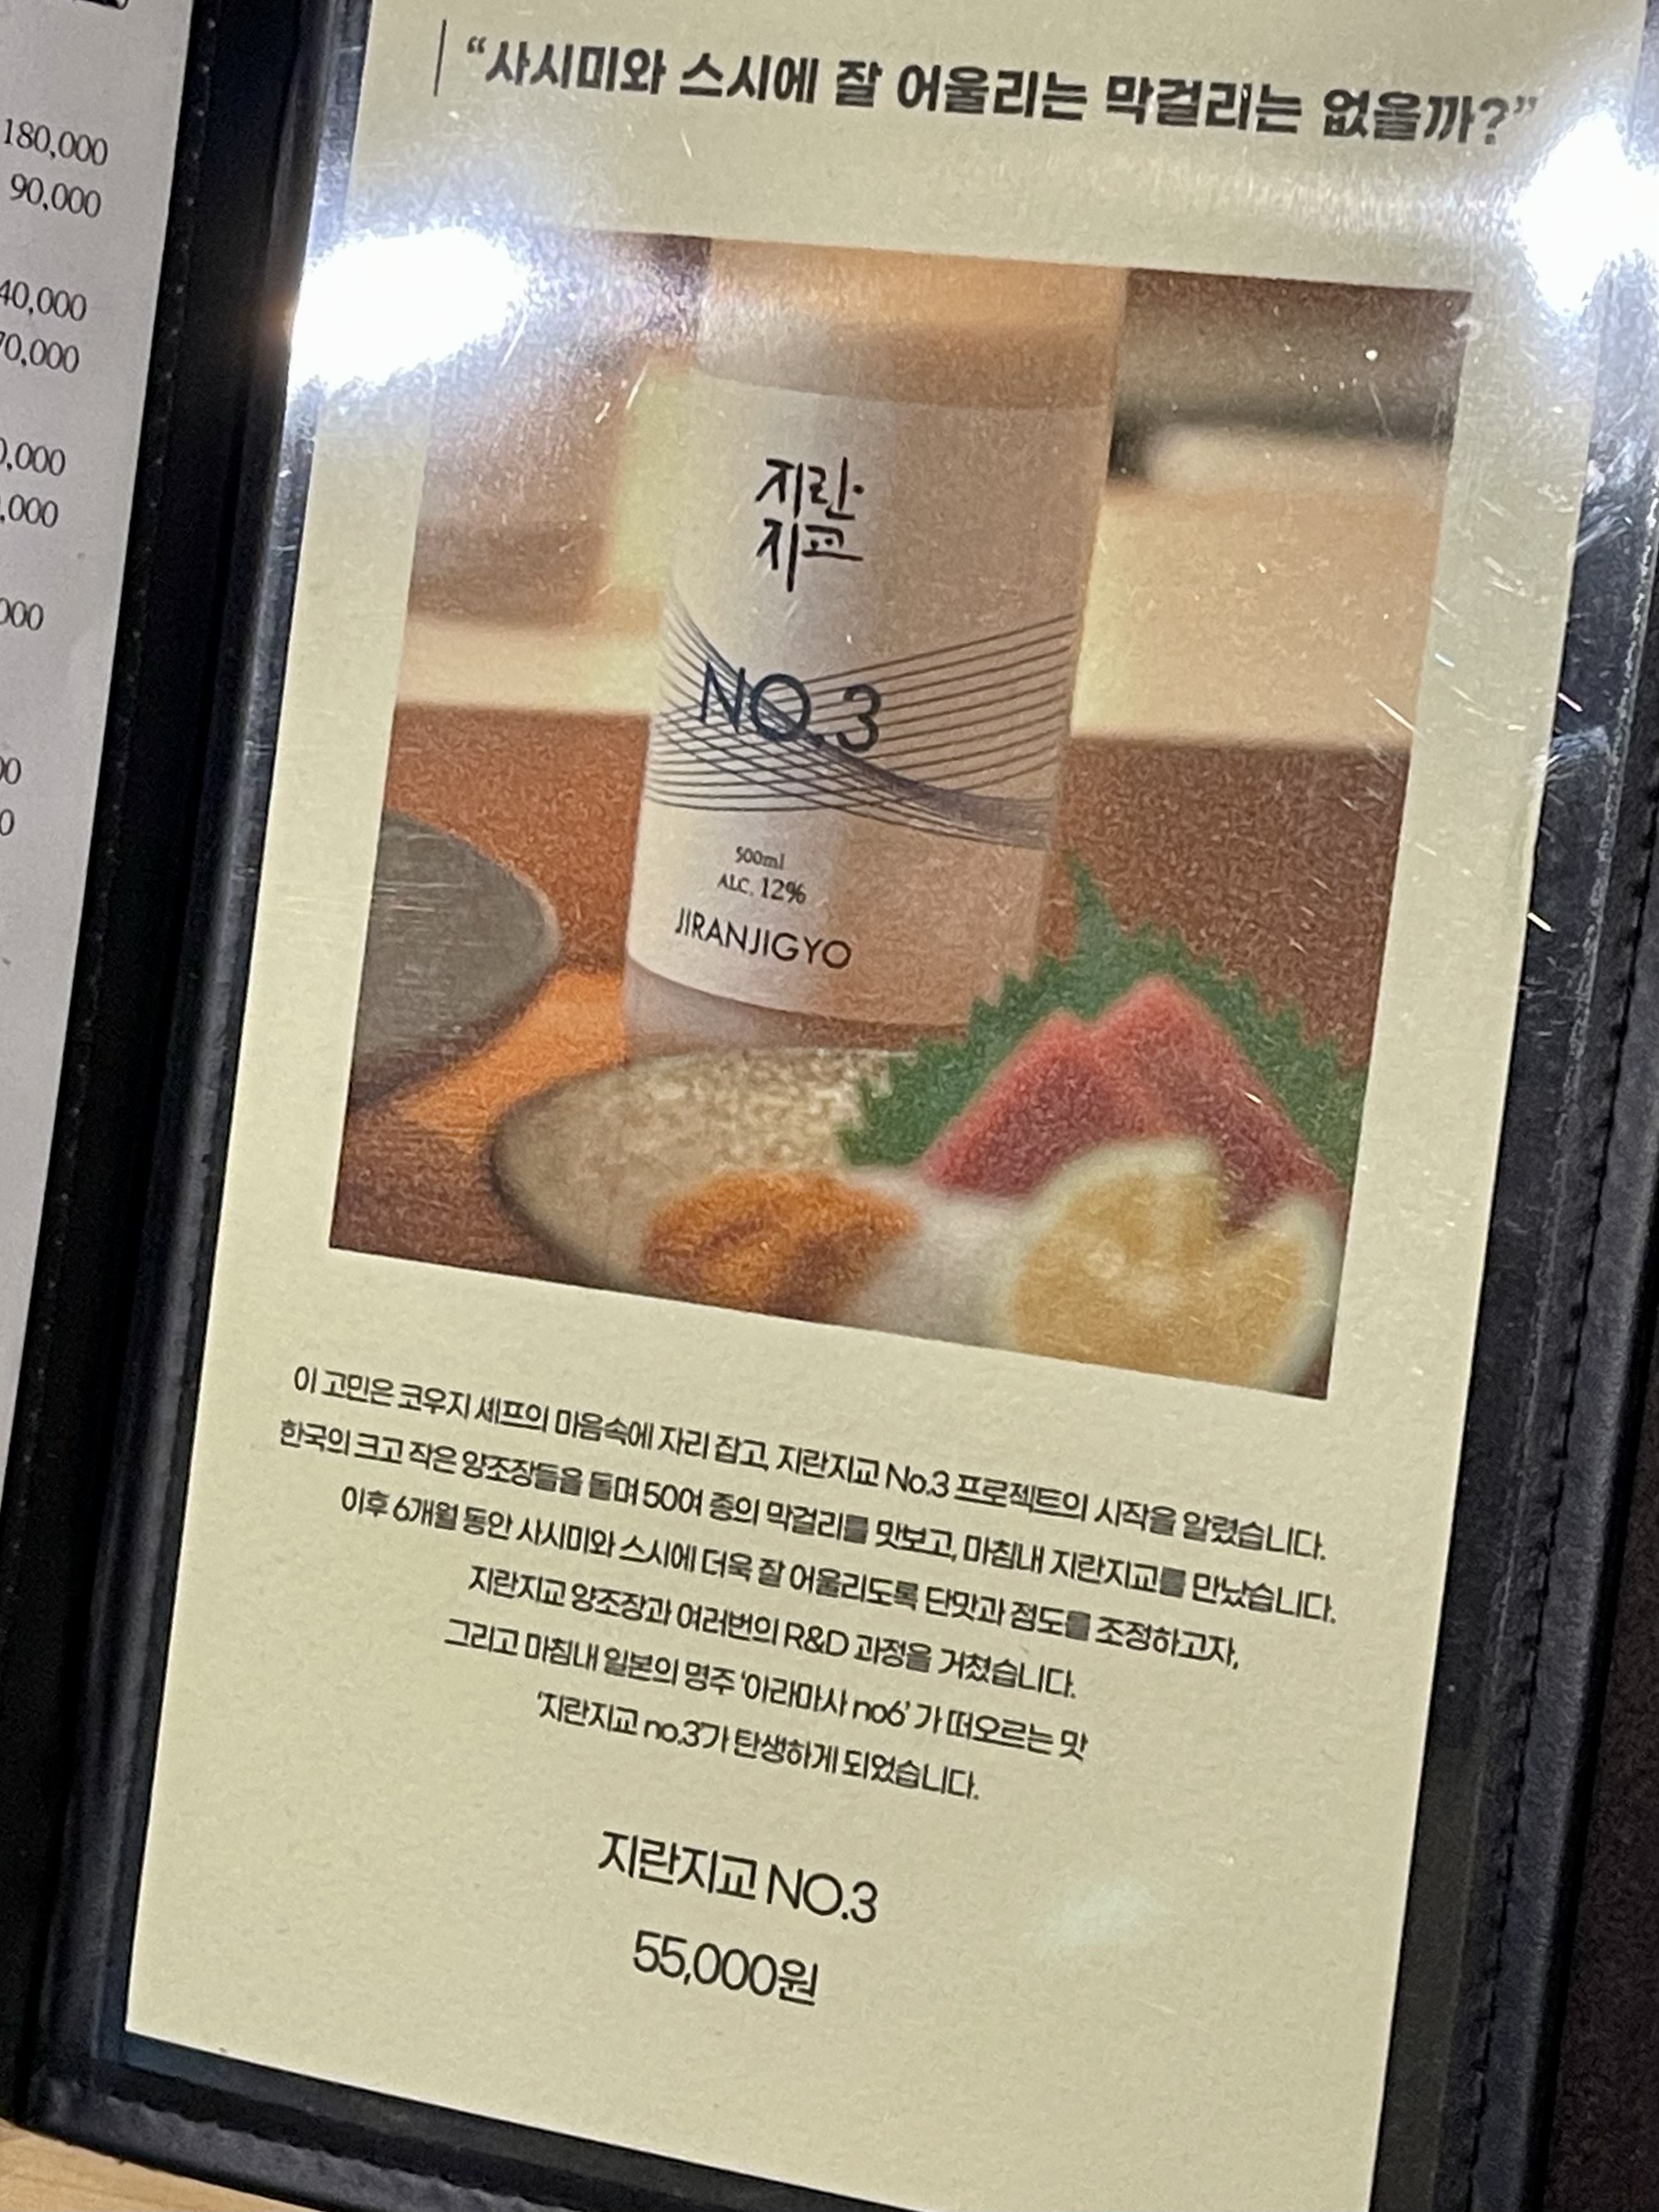 180,000
90,000
40,000
70,000
0,000
,000
000
00
0
“사시미와 스시에 잘 어울리는 막걸리는 없을까?”
지란
지교
NO.3
500ml
ALC. 12%
JIRANJIGYO
이 고민은 코우지 셰프의 마음속에 자리 잡고, 지란지교 No.3 프로젝트의 시작을 알렸습니다.
한국의 크고 작은 양조장들을 돌며 50여 종의 막걸리를 맛보고, 마침내 지란지교를 만났습니다.
이후 6개월 동안 사시미와 스시에 더욱 잘 어울리도록 단맛과 점도를 조정하고자,
지란지교 양조장과 여러번의 R&D 과정을 거쳤습니다.
그리고 마침내 일본의 명주 ‘아라마사 no6’ 가 떠오르는 맛
‘지란지교 no.3’가 탄생하게 되었습니다.
지란지교 NO.3
55,000원